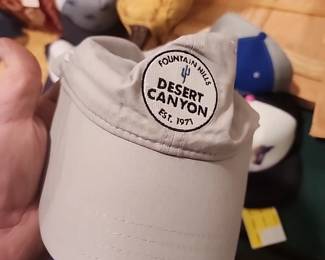 FOUNTAIN HILLS
DESERT
CANYON
EST. 1971